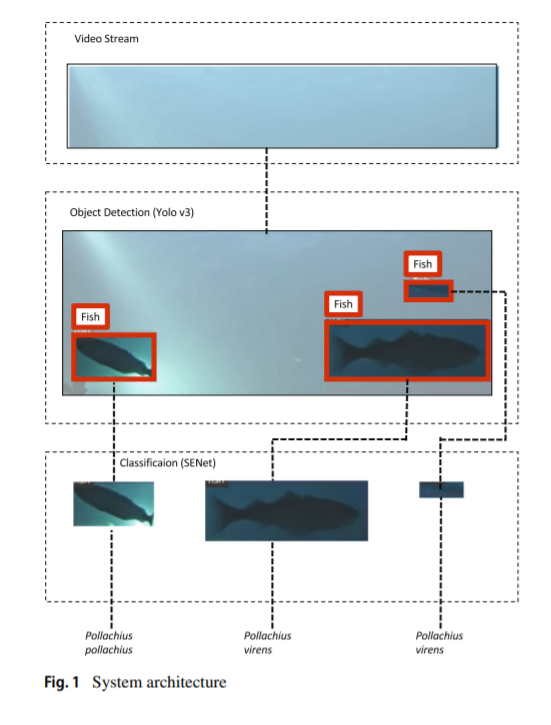 Video Stream
Object Detection (Yolo v3)
Fish
Fish
Fish
Classificaion (SENet)
Pollachius
pollachius
Pollachius
virens
Pollachius
virens
Fig. 1 System architecture